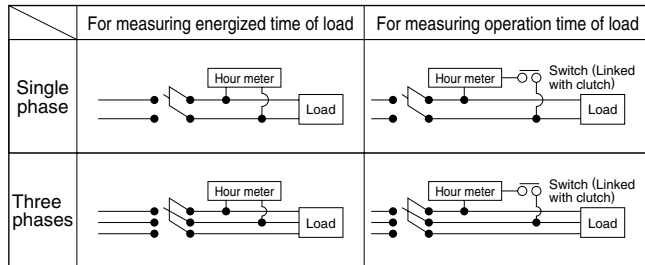 For measuring energized time of load
For measuring operation time of load
Single
phase
Hour meter
Load
Hour meter
Switch (Linked
with clutch)
Load
Three
phases
Hour meter
Load
Hour meter
Switch (Linked
with clutch)
Load